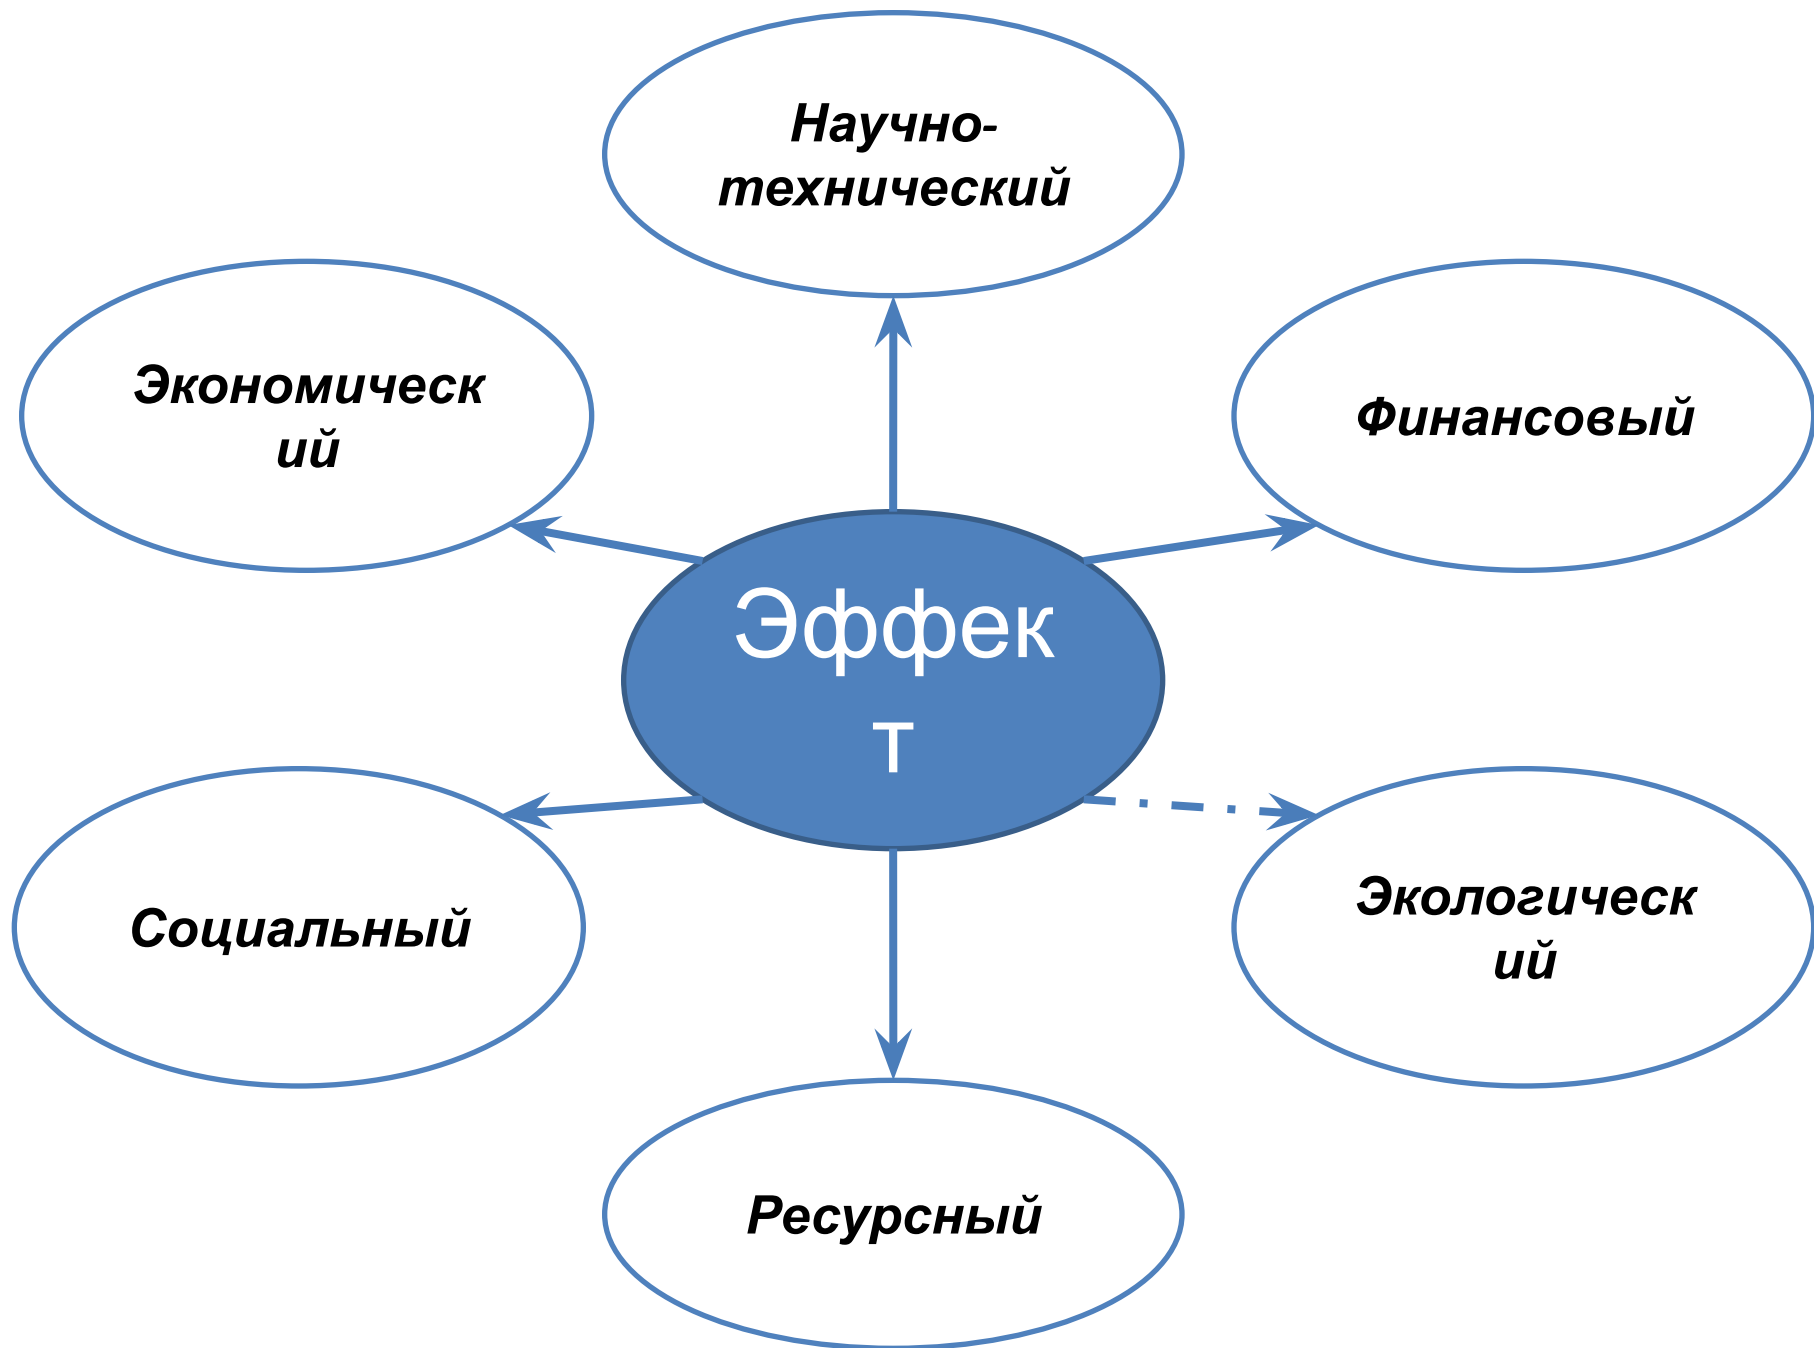 Научно-
технический
Экономическ
ий
Финансовый
Эффек
т
Социальный
Экологическ
ий
Ресурсный